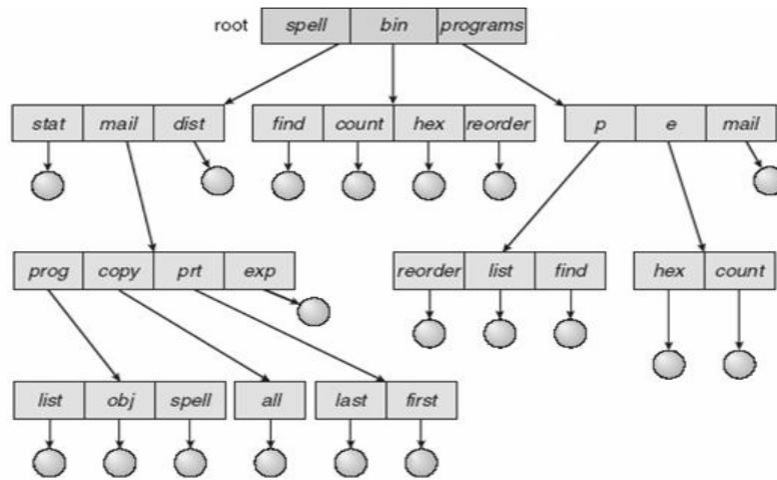 root spell bin programs
stat mail dist find count hex reorder p e mail
prog copy prt exp reorder list find hex count
list obj spell all last first